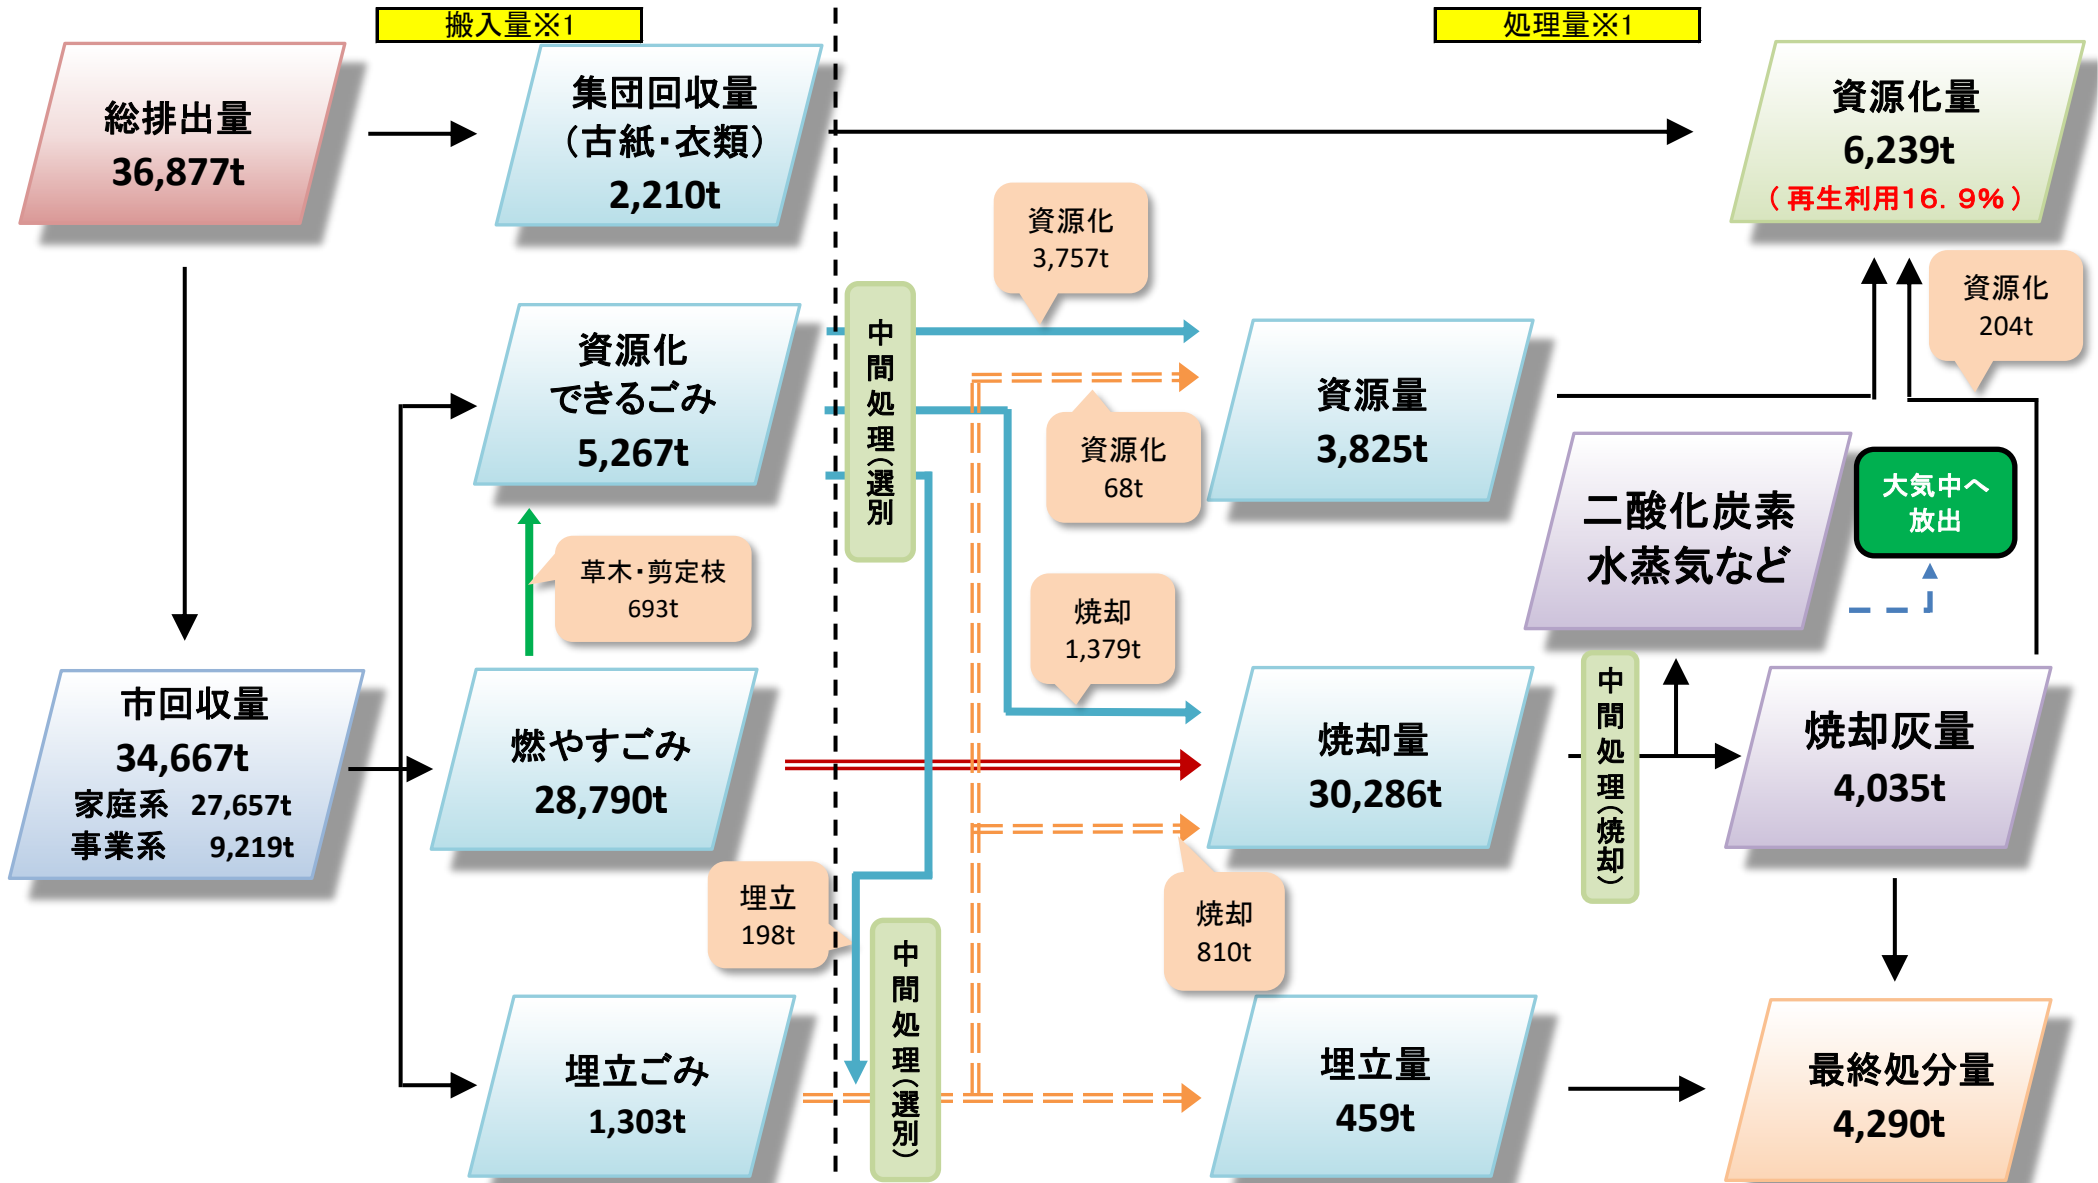 搬入量※1
処理量※1
総排出量
36,877t
集団回収量
（古紙・衣類）
2,210t
資源化量
6,239t
（再生利用16．9％）
資源化
3,757t
資源化
204t
中間処理（選別
資源化
できるごみ
5,267t
資源量
3,825t
資源化
68t
二酸化炭素
水蒸気など
大気中へ
放出
草木・剪定枝
693t
焼却
1,379t
市回収量
34,667t
家庭系 27,657t
事業系 9,219t
燃やすごみ
28,790t
焼却量
30,286t
中間処理（焼却）
焼却灰量
4,035t
埋立
198t
焼却
810t
中間処理（選別）
埋立ごみ
1,303t
埋立量
459t
最終処分量
4,290t